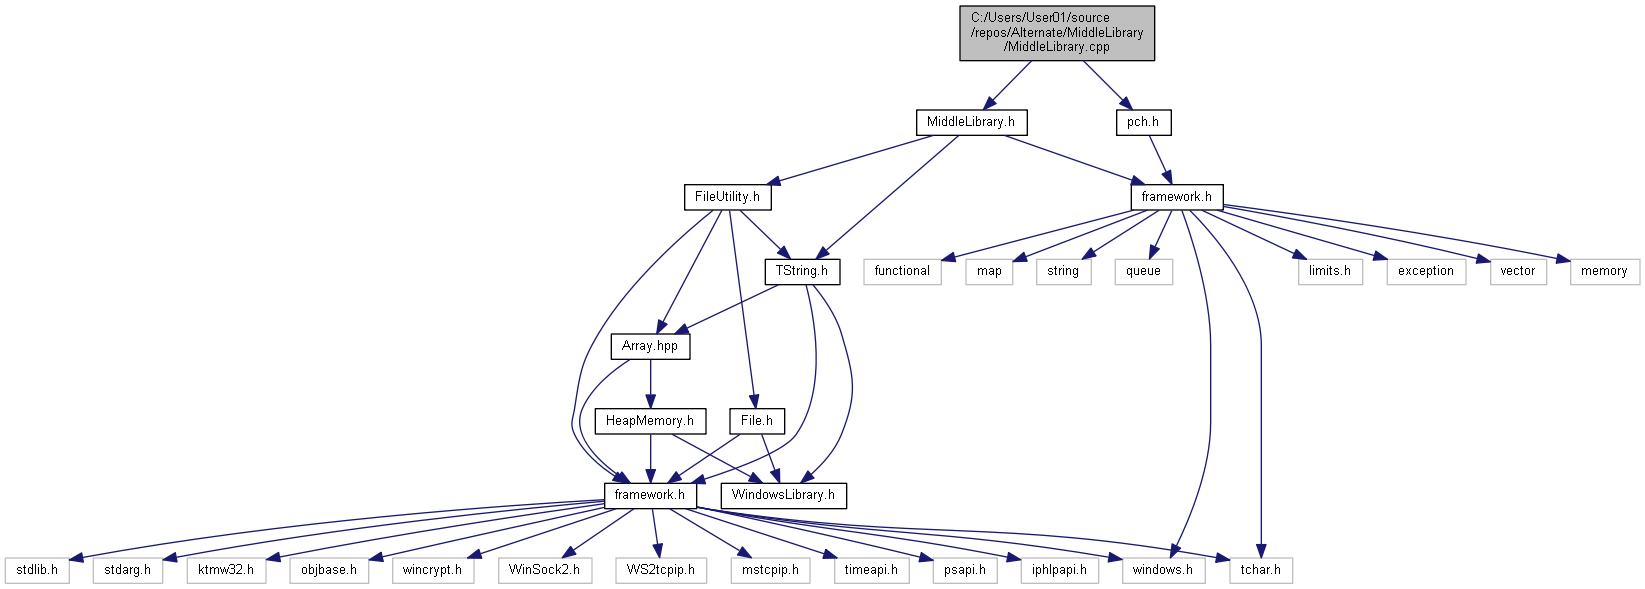 C:/Users/User01/source
/repos/Alternate/MiddleLibrary
/MiddleLibrary.cpp
MiddleLibrary.h
pch.h
FileUtility.h
framework.h
TString.h
functional
map
string
queue
limits.h
exception
vector
memory
Array.hpp
HeapMemory.h
File.h
framework.h
WindowsLibrary.h
stdlib.h
stdarg.h
ktmw32.h
objbase.h
wincrypt.h
WinSock2.h
WS2tcpip.h
mstcpip.h
timeapi.h
psapi.h
iphlpapi.h
windows.h
tchar.h